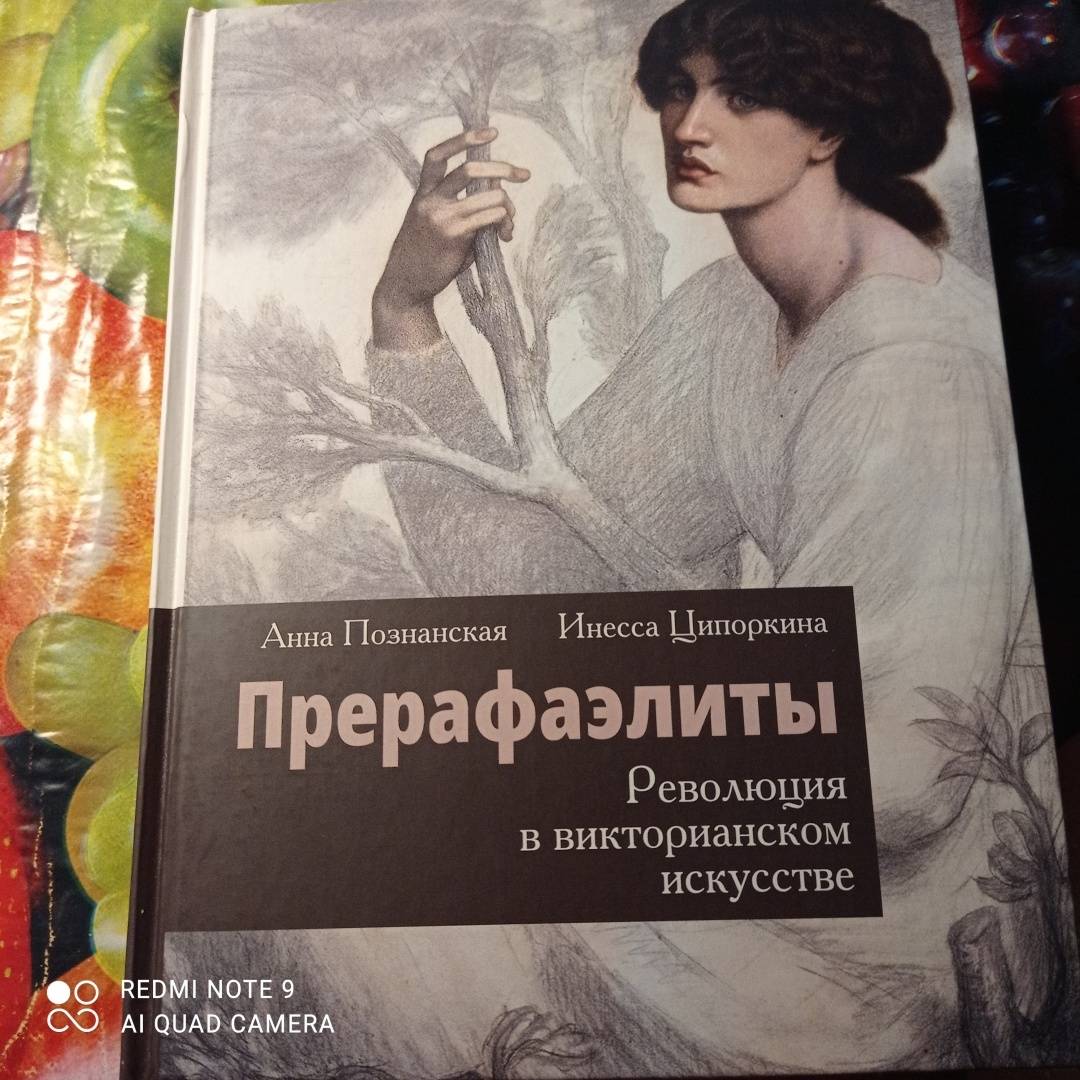 Анна Познанская Инесса Ципоркина
Прерафаэлиты
Революция
в викторианском
искусстве
REDMI NOTE 9
AI QUAD CAMERA